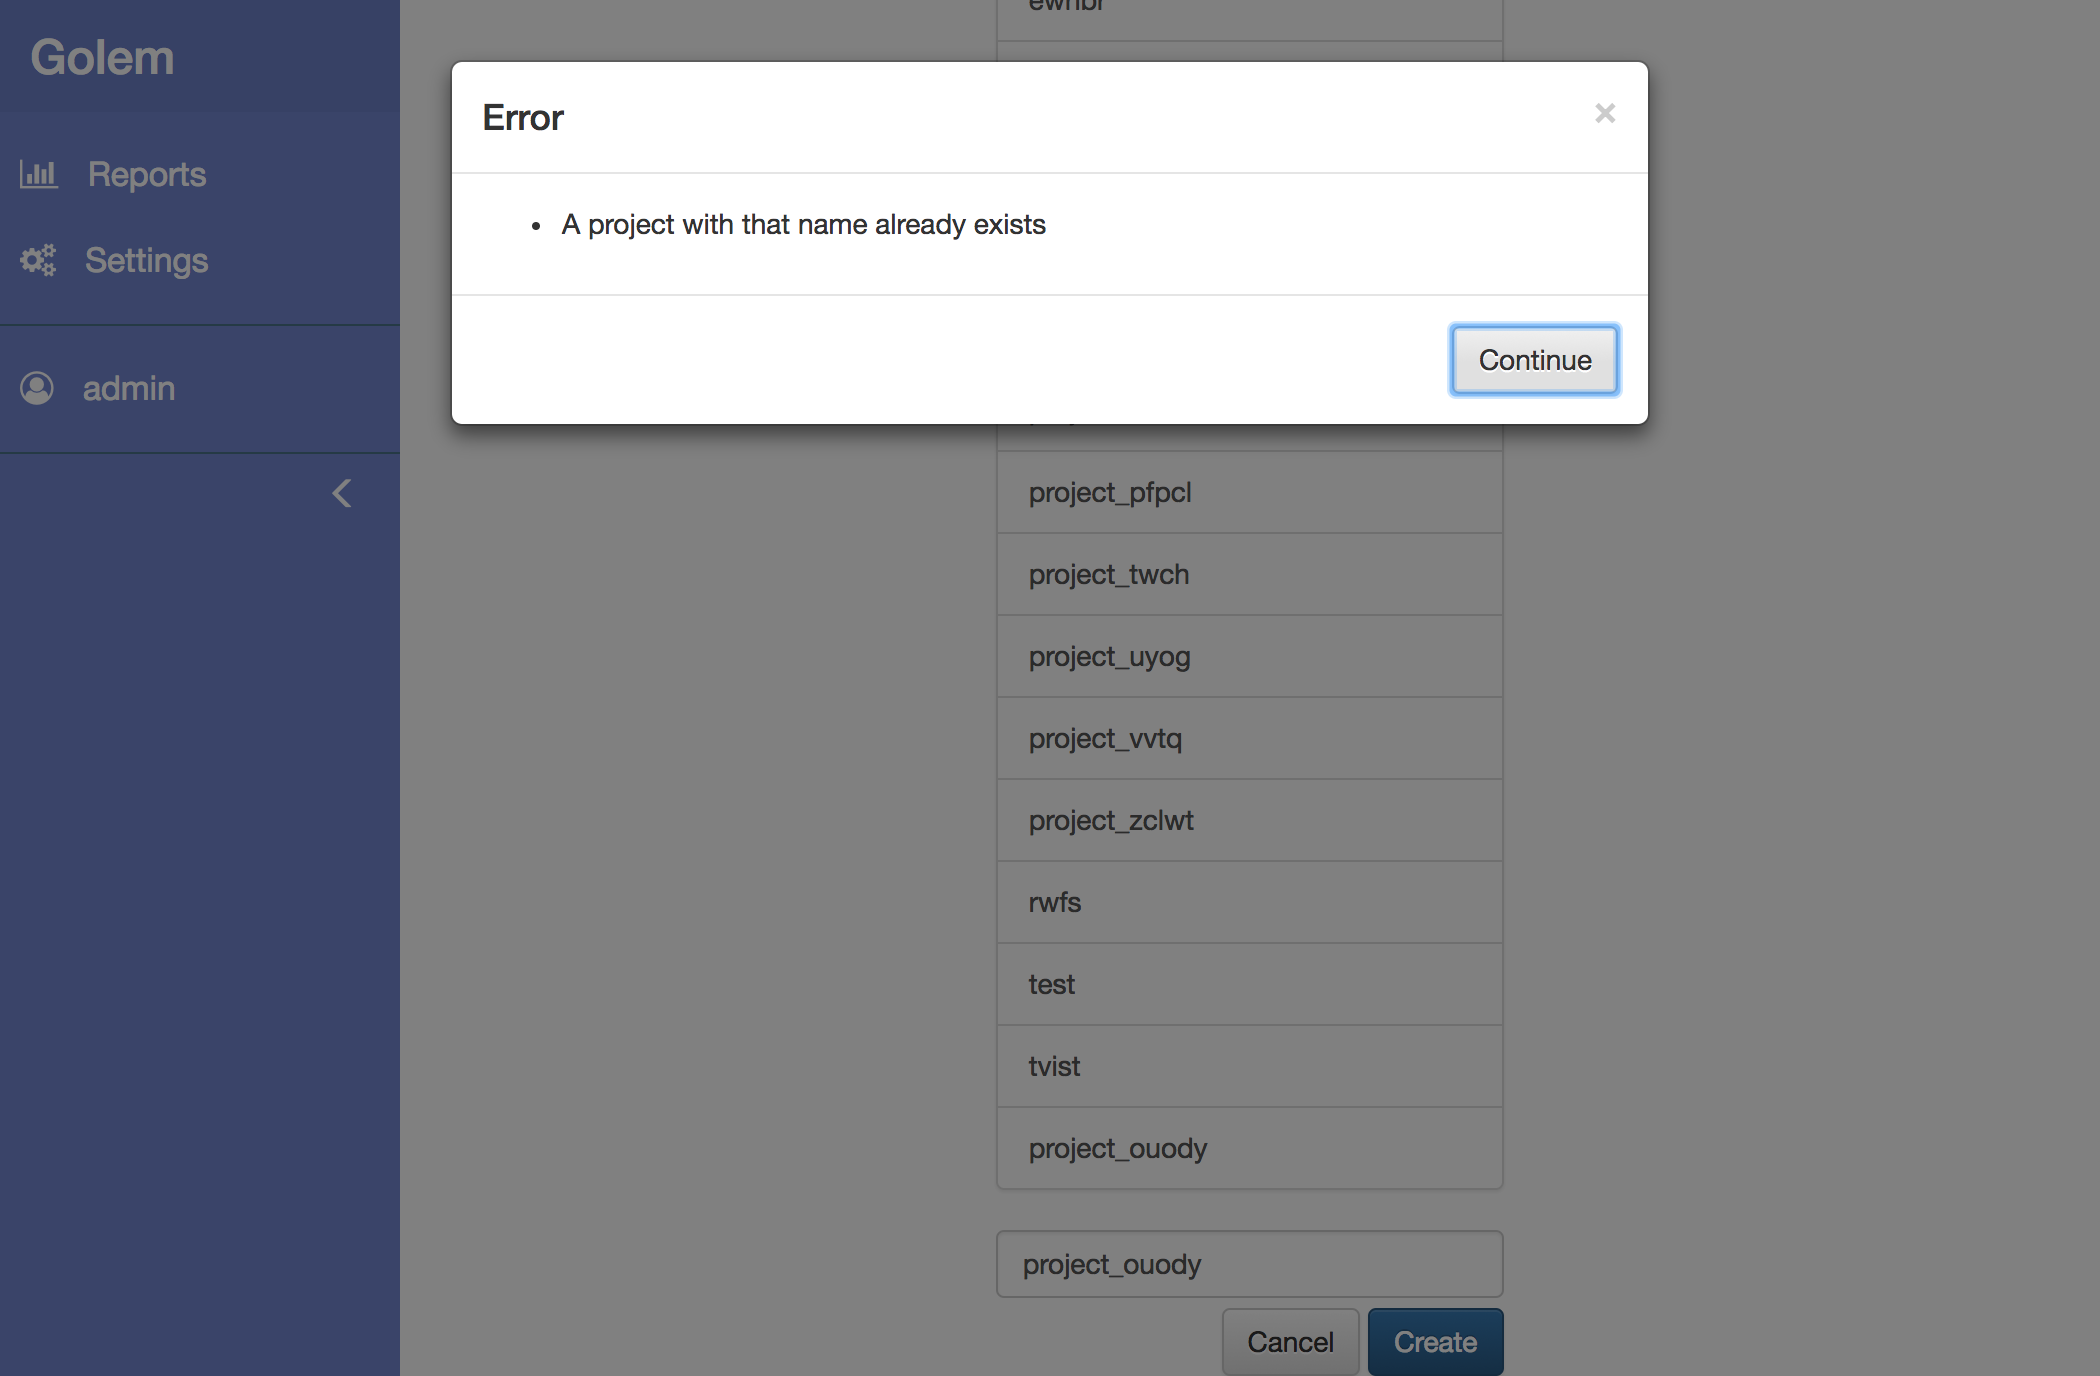 Golem
Reports
Settings
admin
Error
×
A project with that name already exists
Continue
project_pfpcl
project_twch
project_uyog
project_vvtq
project_zclwt
rwfs
test
tvist
project_ouody
project_ouody
Cancel
Create